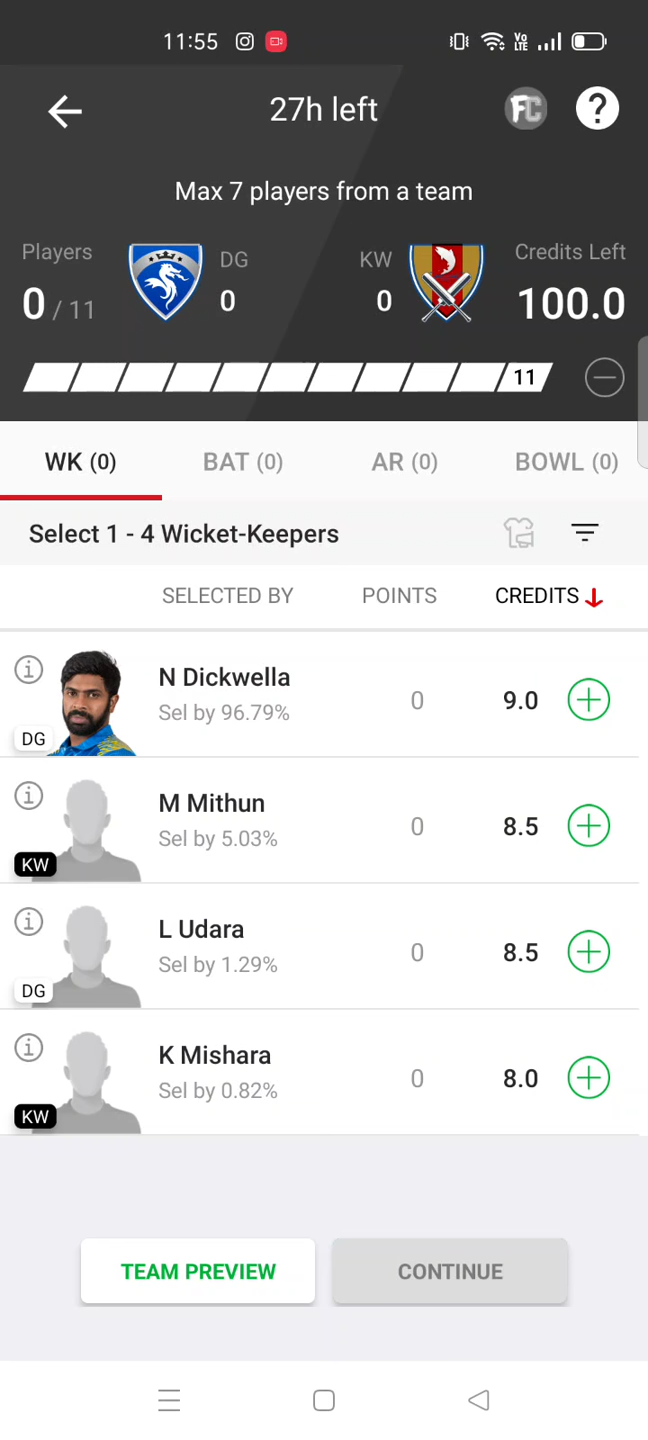 11:55
Vo LTE
27h left
FC
?
Max 7 players from a team
Players
DG
KW
Credits Left
0 / 11
0
0
100.0
11
WK (0)
BAT (0)
AR (0)
BOWL (0)
Select 1 - 4 Wicket-Keepers
SELECTED BY
POINTS
CREDITS
N Dickwella
Sel by 96.79%
0
9.0
DG
M Mithun
Sel by 5.03%
0
8.5
KW
L Udara
Sel by 1.29%
0
8.5
DG
K Mishara
Sel by 0.82%
0
8.0
KW
TEAM PREVIEW
CONTINUE